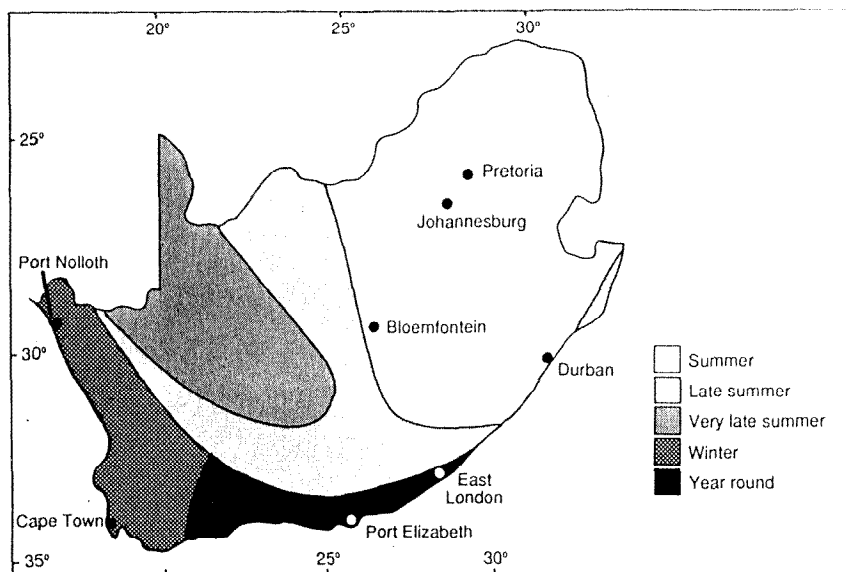 20° 25° 30°
25°
Pretoria
Johannesburg
Port Nolloth
Bloemfontein
30°
Durban
Summer
Late summer
Very late summer
Winter
Year round
East
London
Cape Town
Port Elizabeth
35°
20° 25° 30°